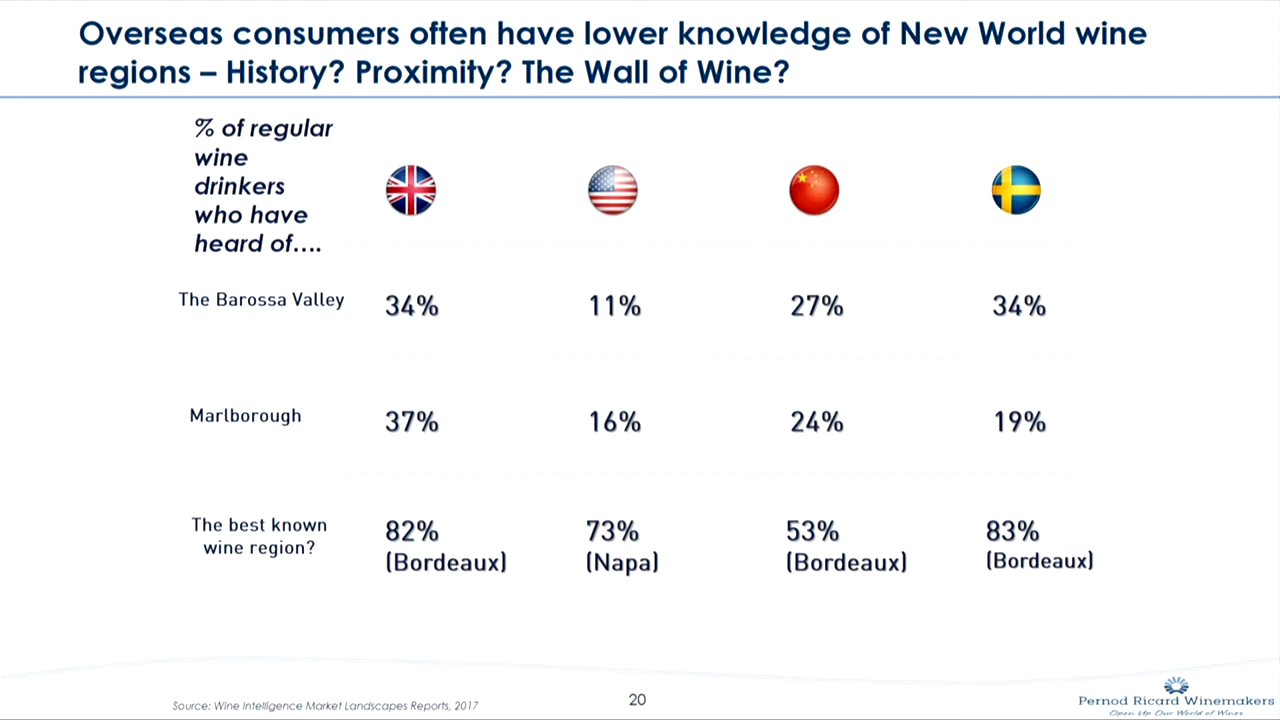 Overseas consumers often have lower knowledge of New World wine
regions – History? Proximity? The Wall of Wine?
% of regular
wine
drinkers
who have
heard of....
The Barossa Valley 34% 11% 27% 34%
Marlborough 37% 16% 24% 19%
The best known 82% 73% 53% 83%
wine region? (Bordeaux) (Napa) (Bordeaux) (Bordeaux)
Source: Wine Intelligence Market Landscapes Reports, 2017
20
Pernod Ricard Winemakers
Open Up Our World of Wines